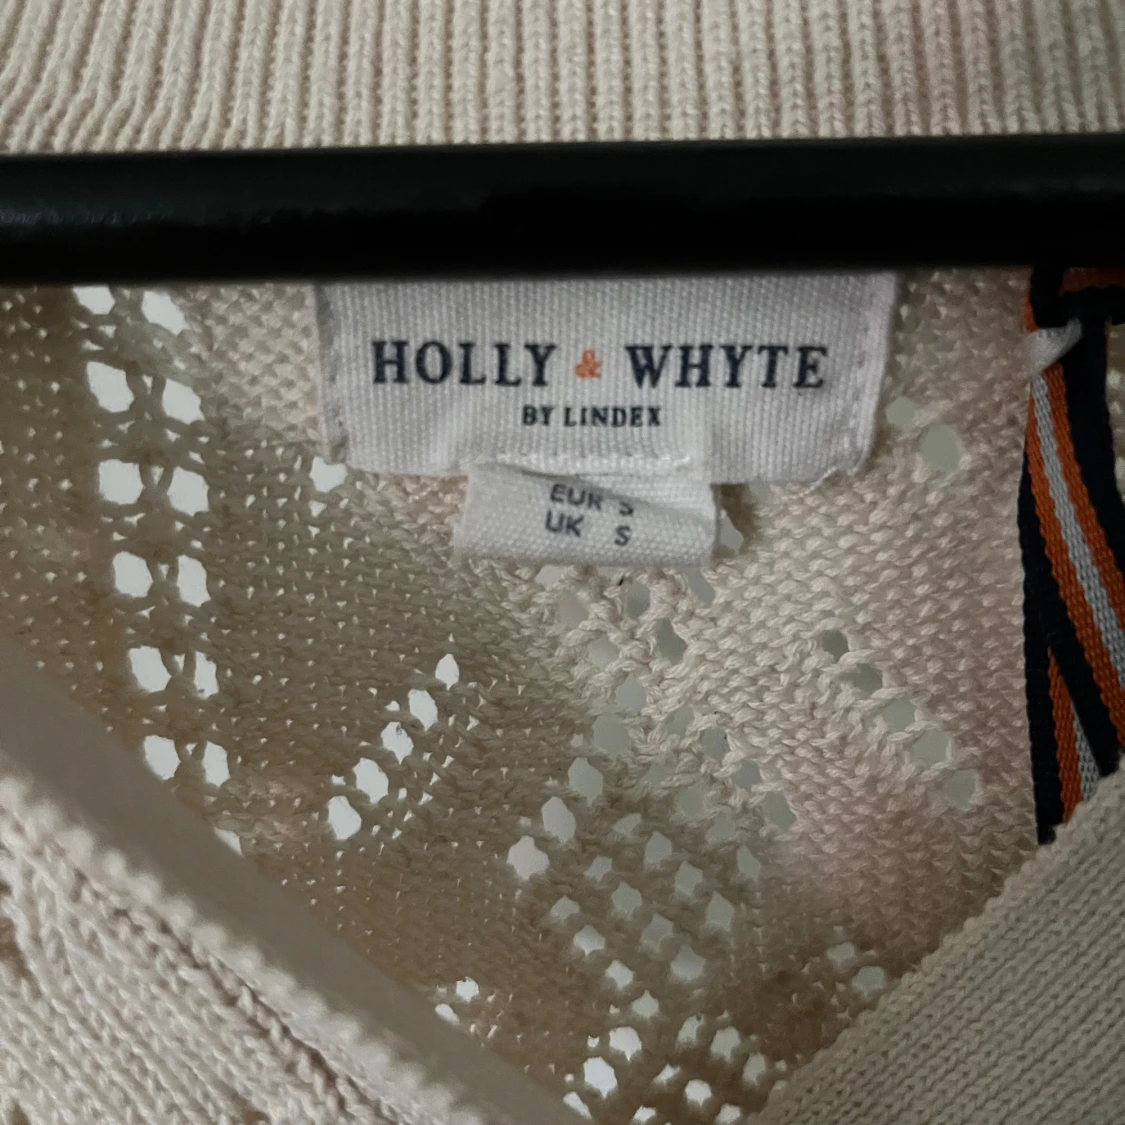 HOLLY & WHYTE
BY LINDEX
EUR S
UK S